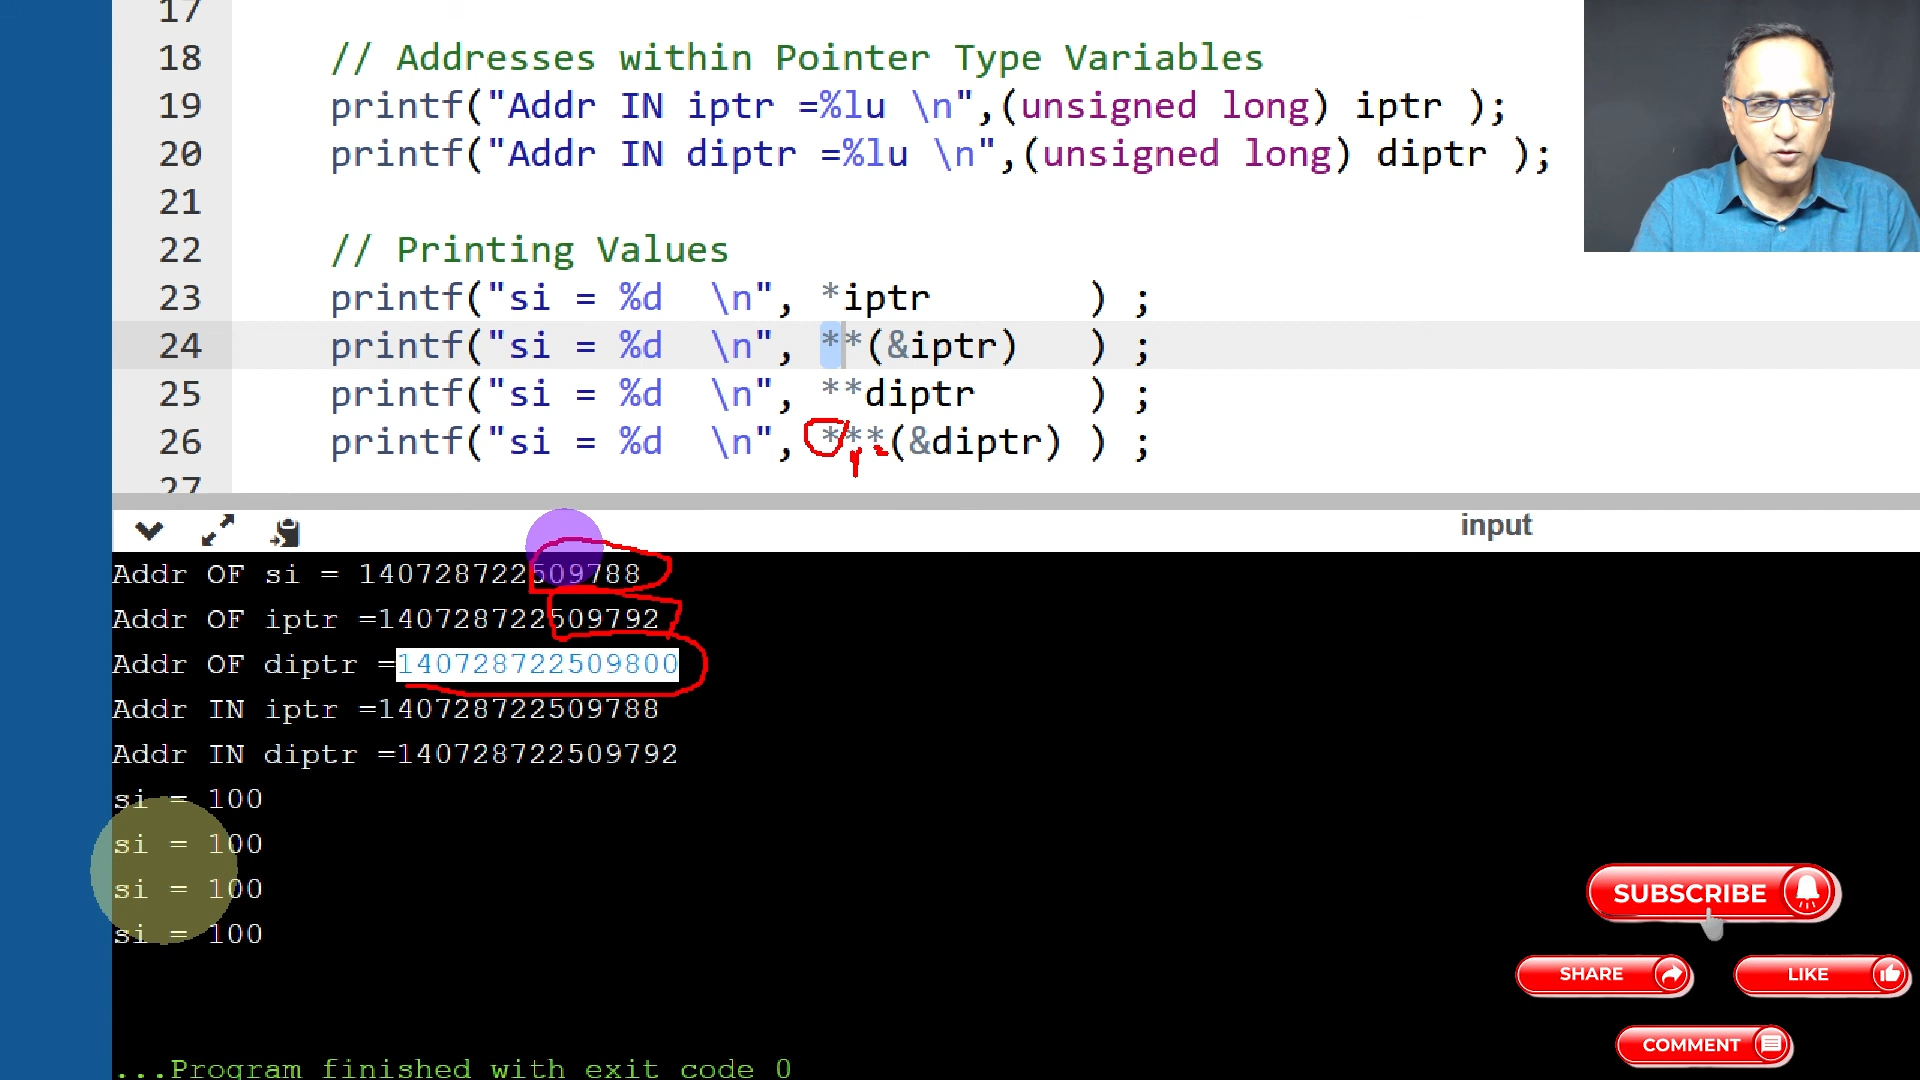 17
18 // Addresses within Pointer Type Variables
19 printf("Addr IN iptr =%lu \n",(unsigned long) iptr );
20 printf("Addr IN diptr =%lu \n",(unsigned long) diptr );
21
22 // Printing Values
23 printf("si = %d  \n", *iptr       ) ;
24 printf("si = %d  \n", **(&iptr)   ) ;
25 printf("si = %d  \n", **diptr     ) ;
26 printf("si = %d  \n", ***(&diptr) ) ;
27
input
Addr OF si = 140728722509788
Addr OF iptr =140728722509792
Addr OF diptr =140728722509800
Addr IN iptr =140728722509788
Addr IN diptr =140728722509792
si = 100
si = 100
si = 100
si = 100
SUBSCRIBE
SHARE
LIKE
COMMENT
...Program finished with exit code 0